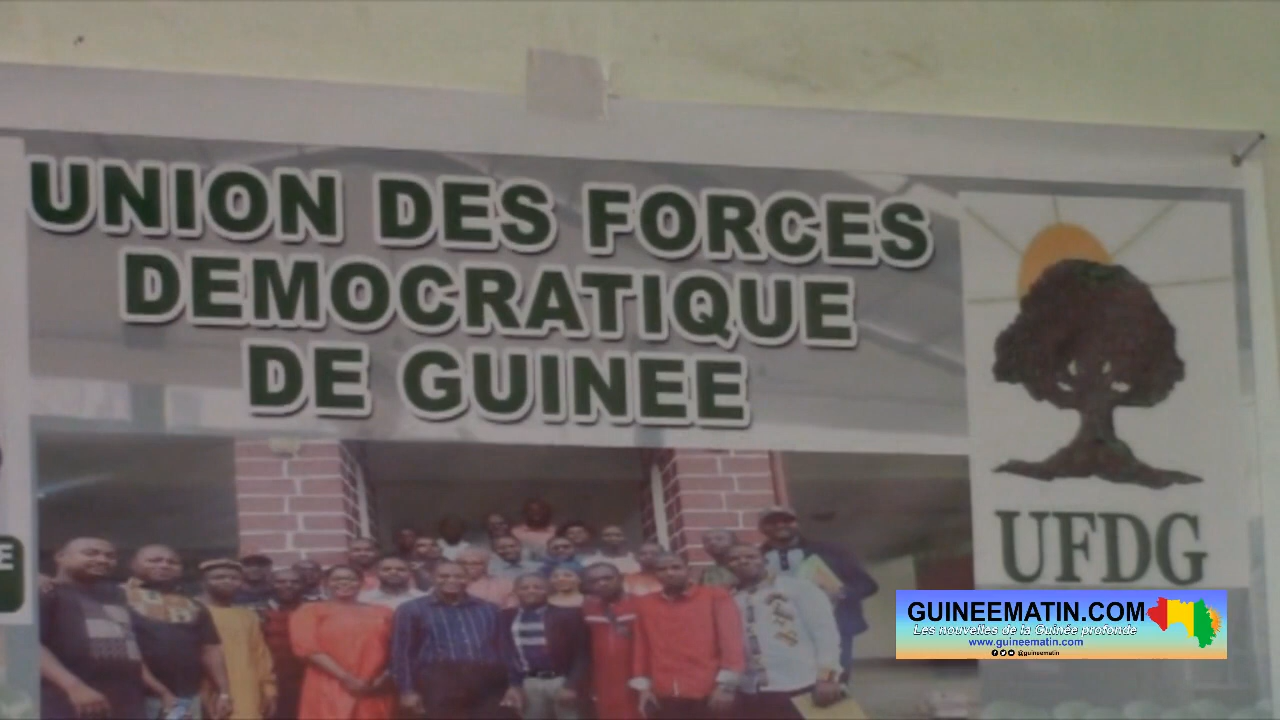 UNION DES FORCES
DEMOCRATIQUE
DE GUINEE
UFDG
E
GUINEEMATIN.COM
Les nouvelles de la Guinée profonde
www.guineematin.com
@guineematin